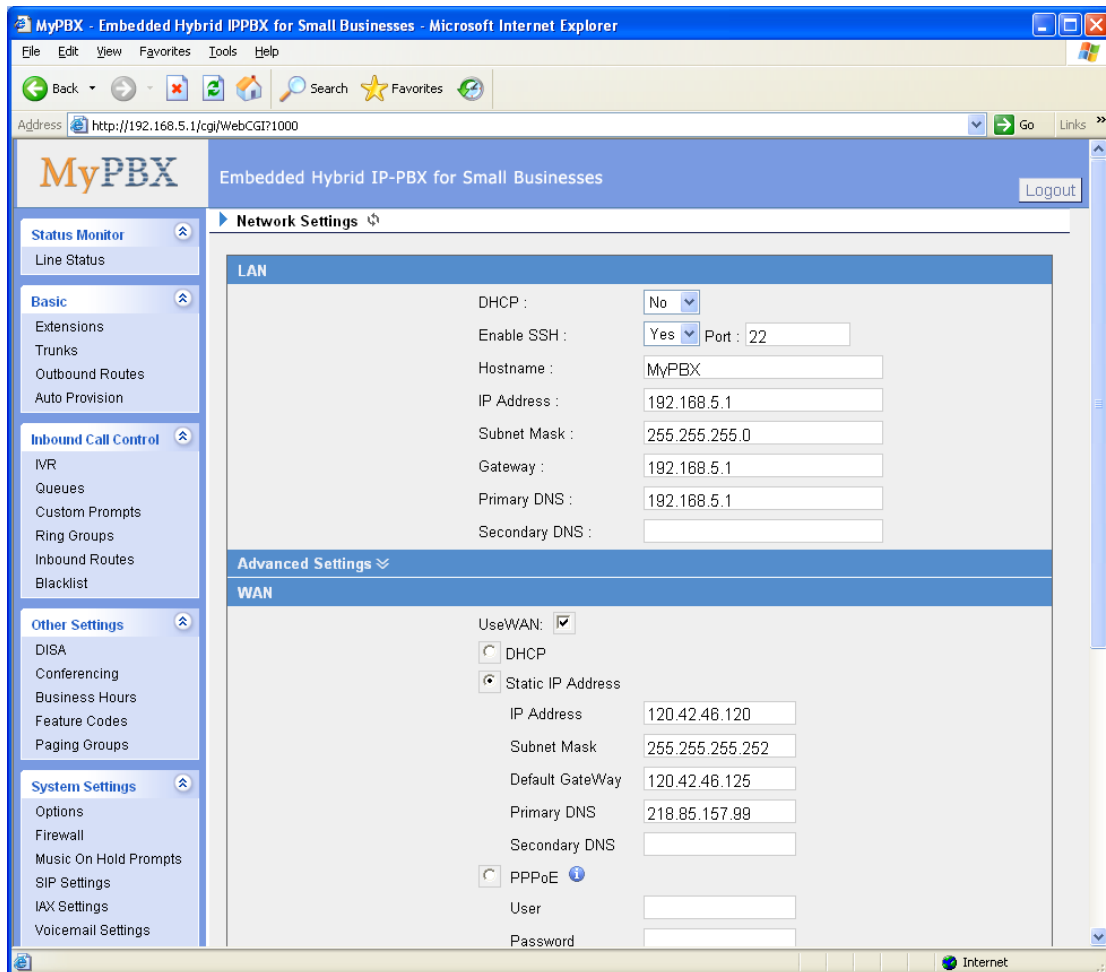 MyPBX - Embedded Hybrid IPPBX for Small Businesses - Microsoft Internet Explorer
File Edit View Favorites Tools Help
Back Search Favorites
Address http://192.168.5.1/cgi/WebCGI?1000 Go Links »
MyPBX
Embedded Hybrid IP-PBX for Small Businesses
Logout
Status Monitor
Line Status
Basic
Extensions
Trunks
Outbound Routes
Auto Provision
Inbound Call Control
IVR
Queues
Custom Prompts
Ring Groups
Inbound Routes
Blacklist
Other Settings
DISA
Conferencing
Business Hours
Feature Codes
Paging Groups
System Settings
Options
Firewall
Music On Hold Prompts
SIP Settings
IAX Settings
Voicemail Settings
Network Settings
LAN
DHCP : No
Enable SSH : Yes Port : 22
Hostname : MyPBX
IP Address : 192.168.5.1
Subnet Mask : 255.255.255.0
Gateway : 192.168.5.1
Primary DNS : 192.168.5.1
Secondary DNS :
Advanced Settings
WAN
UseWAN:
DHCP
Static IP Address
IP Address 120.42.46.120
Subnet Mask 255.255.255.252
Default GateWay 120.42.46.125
Primary DNS 218.85.157.99
Secondary DNS
PPPoE
User
Password
Internet